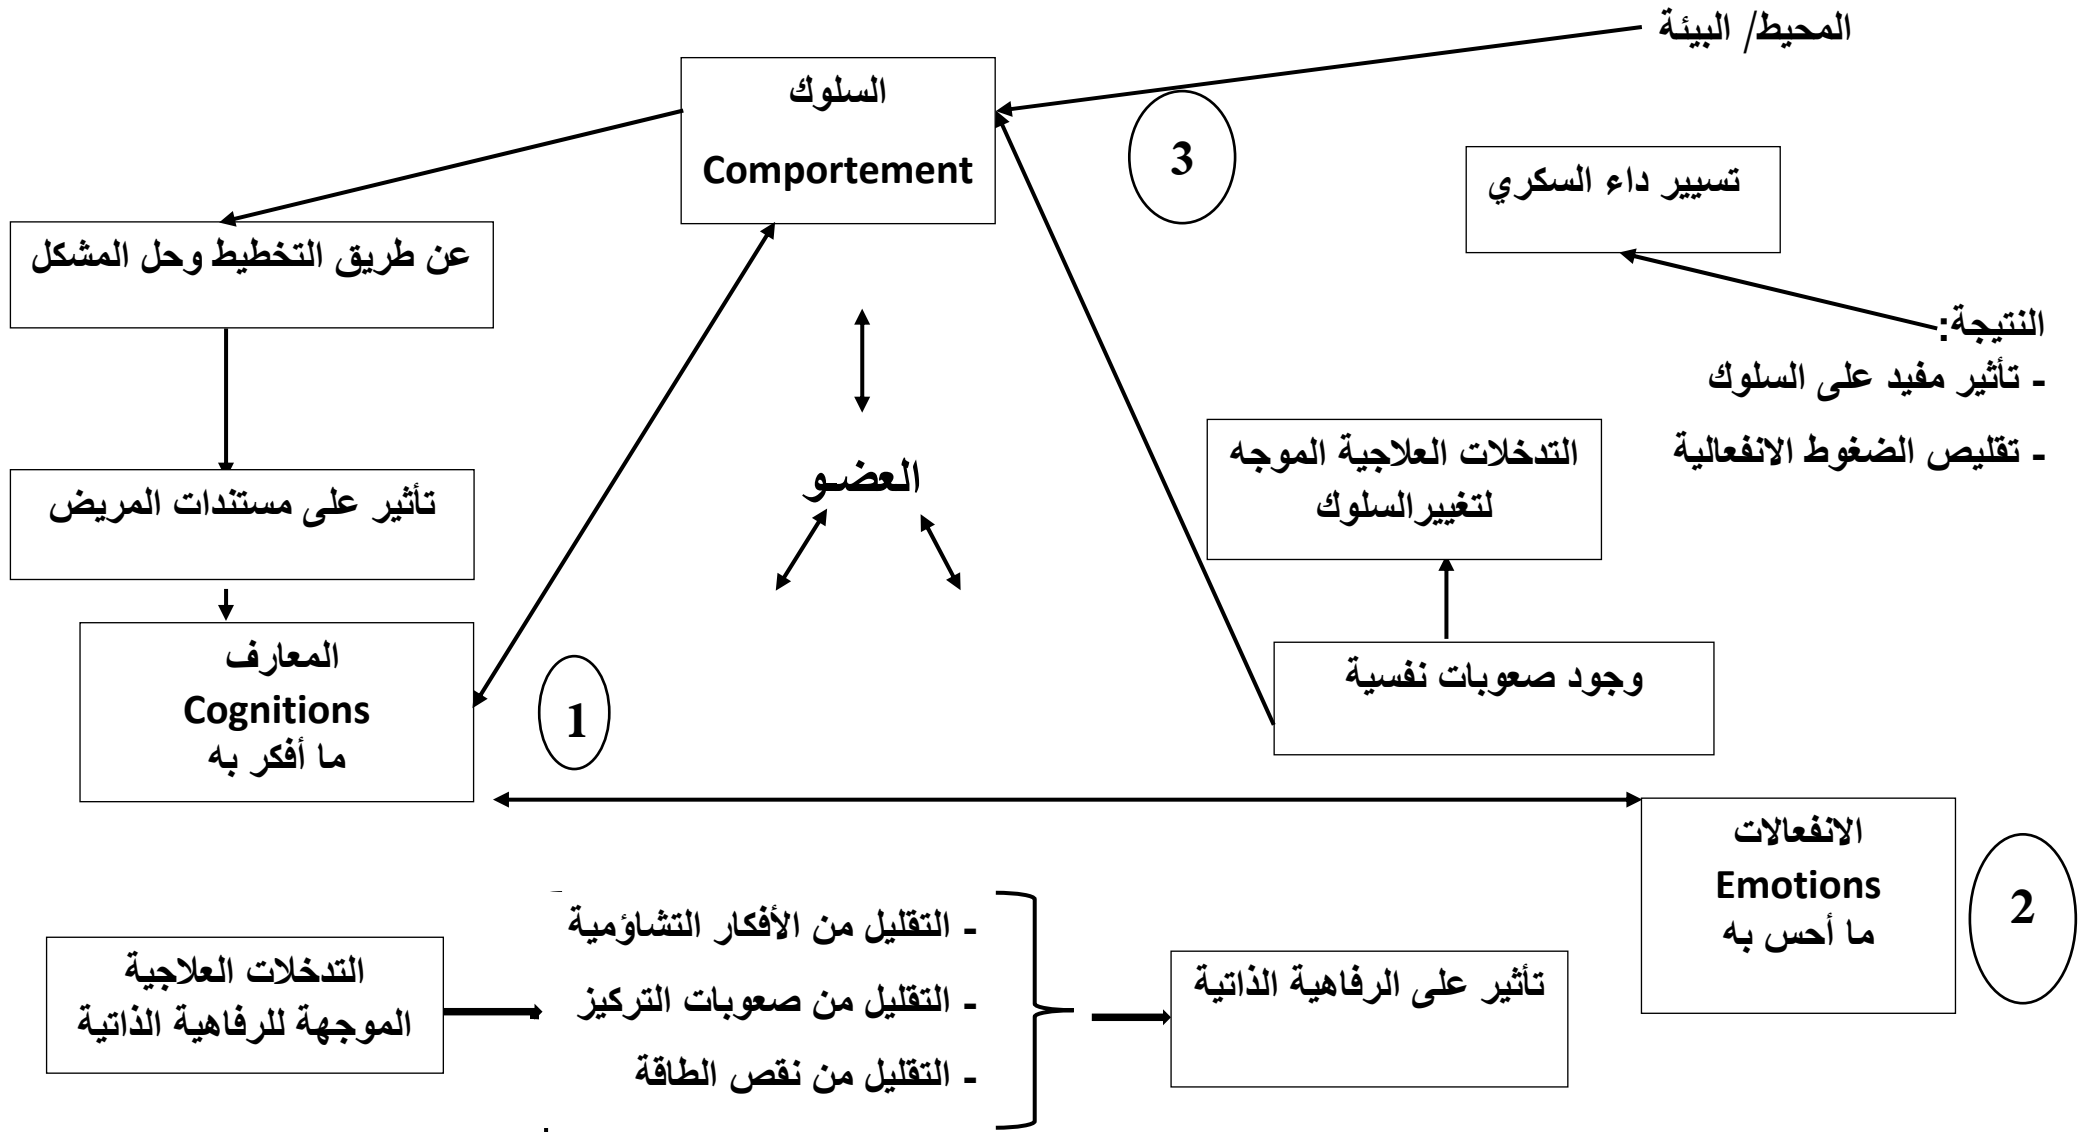 المحيط/ البيئة
السلوك
Comportement
3
تسيير داء السكري
عن طريق التخطيط وحل المشكل
النتيجة:
- تأثير مفيد على السلوك
- تقليص الضغوط الانفعالية
التدخلات العلاجية الموجه
لتغييرالسلوك
العضـو
تأثير على مستندات المريض
المعارف
Cognitions
ما أفكر به
1
وجود صعوبات نفسية
الانفعالات
Emotions
ما أحس به
2
التدخلات العلاجية
الموجهة للرفاهية الذاتية
- التقليل من الأفكار التشاؤمية
- التقليل من صعوبات التركيز
- التقليل من نقص الطاقة
تأثير على الرفاهية الذاتية